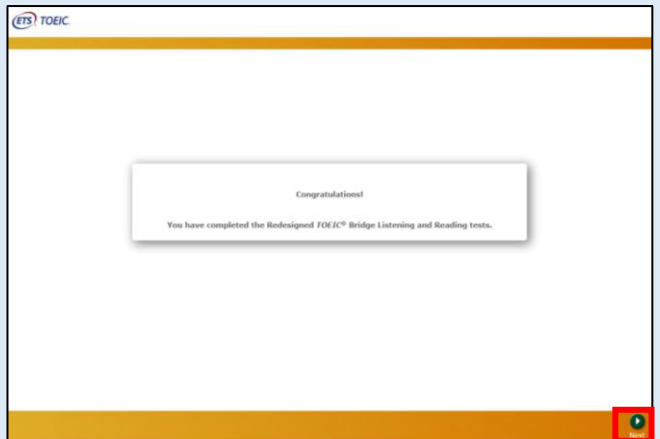 ETS TOEIC.
Congratulations!
You have completed the Redesigned TOEIC® Bridge Listening and Reading tests.
Next